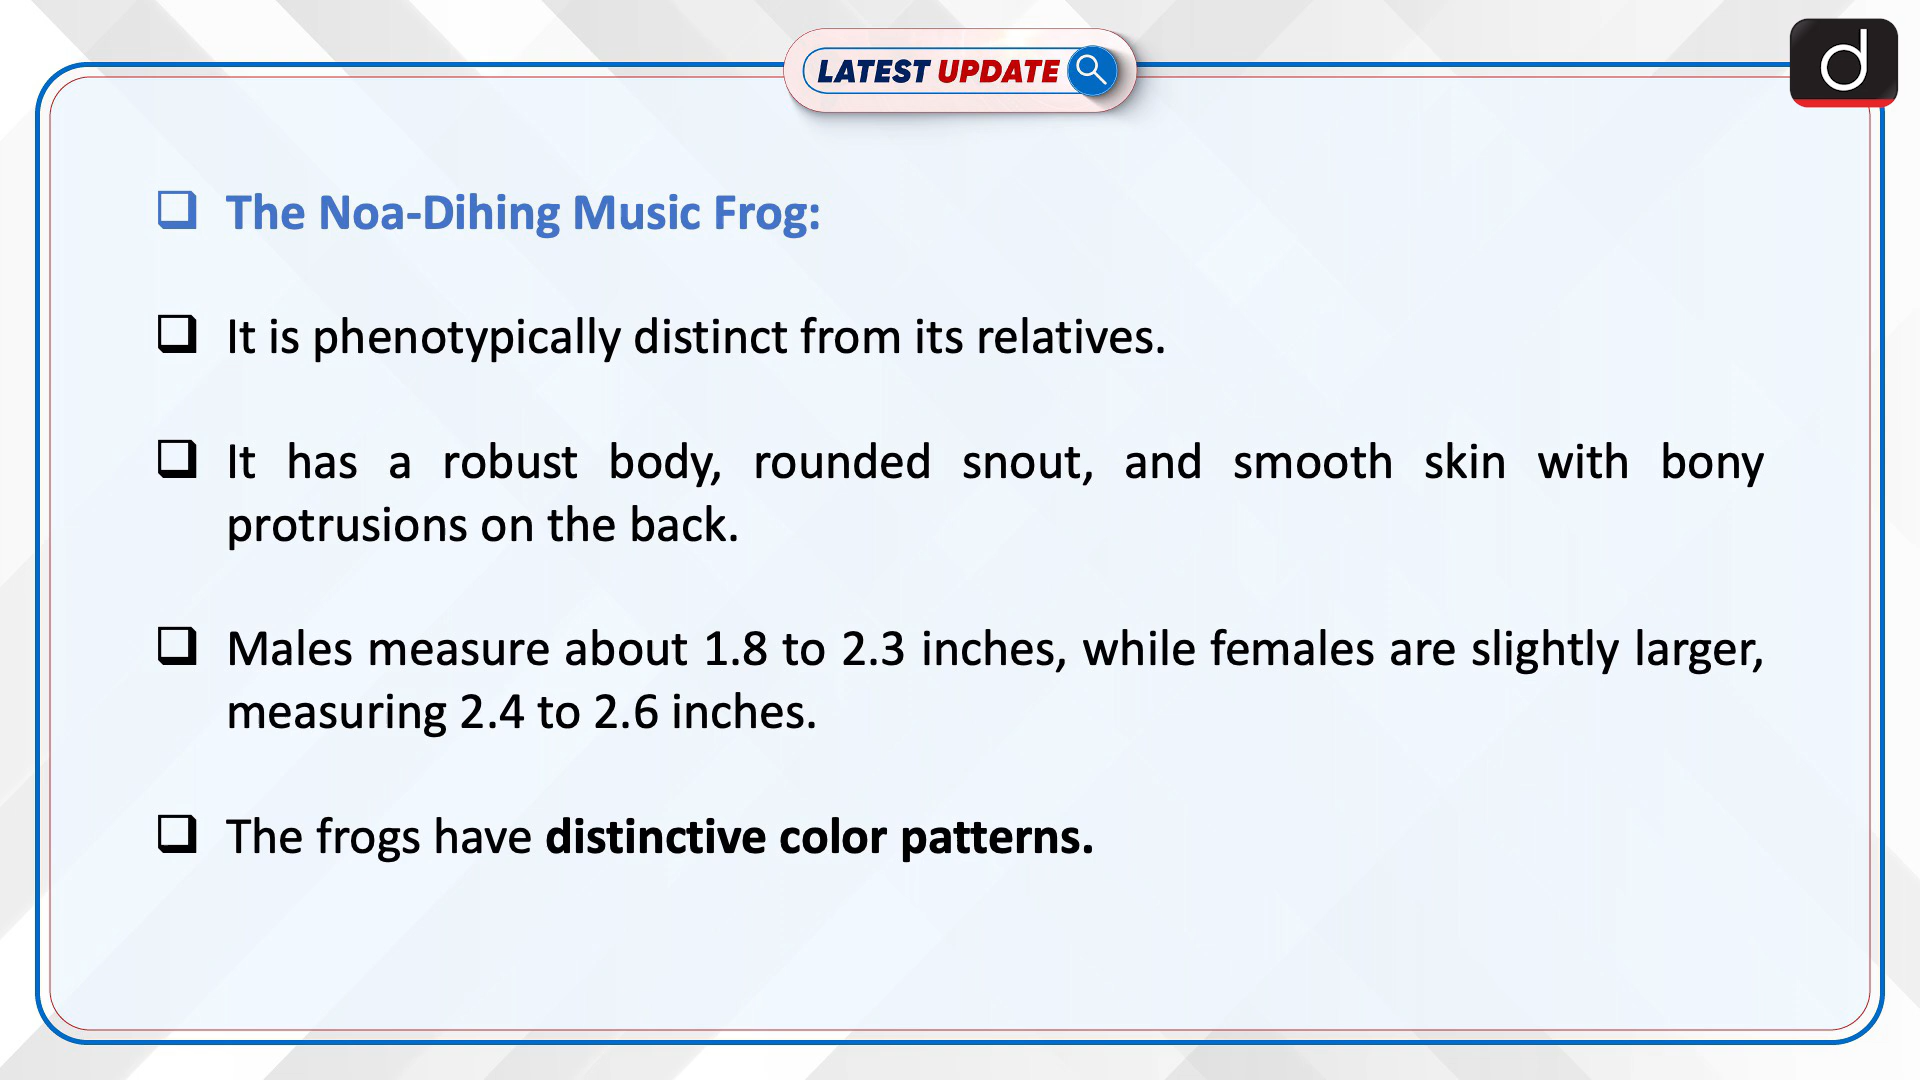 LATEST UPDATE
d
The Noa-Dihing Music Frog:
It is phenotypically distinct from its relatives.
It has a robust body, rounded snout, and smooth skin with bony
protrusions on the back.
Males measure about 1.8 to 2.3 inches, while females are slightly larger,
measuring 2.4 to 2.6 inches.
The frogs have distinctive color patterns.